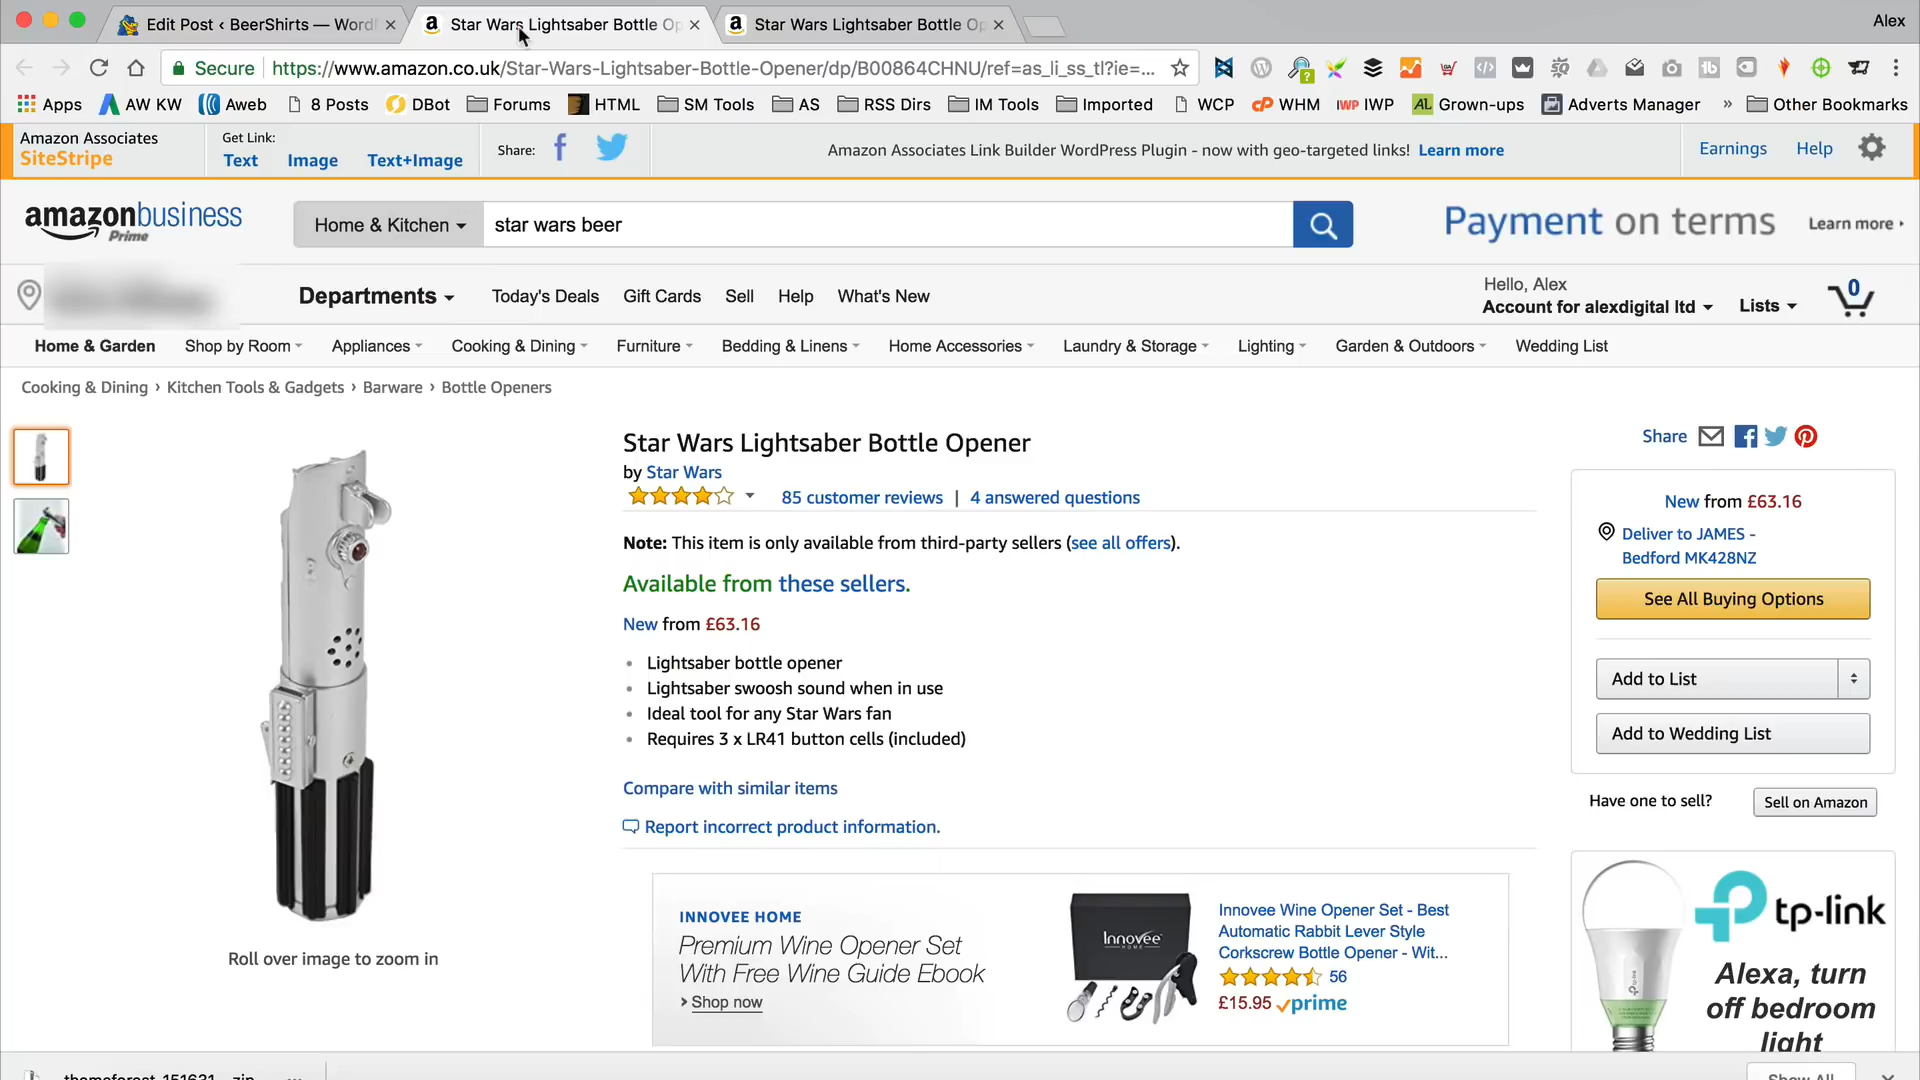 Edit Post ‹ BeerShirts — Word
Star Wars Lightsaber Bottle Op
Star Wars Lightsaber Bottle Op
Alex
Secure
https://www.amazon.co.uk/Star-Wars-Lightsaber-Bottle-Opener/dp/B00864CHNU/ref=as_li_ss_tl?ie=...
Apps
AW KW
Aweb
8 Posts
DBot
Forums
HTML
SM Tools
AS
RSS Dirs
IM Tools
Imported
WCP
cP WHM
IWP IWP
AL Grown-ups
Adverts Manager
»
Other Bookmarks
Amazon Associates
SiteStripe
Get Link:
Text
Image
Text+Image
Share:
Amazon Associates Link Builder WordPress Plugin - now with geo-targeted links! Learn more
Earnings
Help
amazonbusiness
Prime
Home & Kitchen
star wars beer
Payment on terms
Learn more ›
Departments
Today's Deals
Gift Cards
Sell
Help
What's New
Hello, Alex
Account for alexdigital ltd
Lists
0
Home & Garden
Shop by Room
Appliances
Cooking & Dining
Furniture
Bedding & Linens
Home Accessories
Laundry & Storage
Lighting
Garden & Outdoors
Wedding List
Cooking & Dining › Kitchen Tools & Gadgets › Barware › Bottle Openers
Star Wars Lightsaber Bottle Opener
by Star Wars
85 customer reviews | 4 answered questions
Note: This item is only available from third-party sellers (see all offers).
Available from these sellers.
New from £63.16
• Lightsaber bottle opener
• Lightsaber swoosh sound when in use
• Ideal tool for any Star Wars fan
• Requires 3 x LR41 button cells (included)
Compare with similar items
Report incorrect product information.
Roll over image to zoom in
Share
New from £63.16
Deliver to JAMES -
Bedford MK428NZ
See All Buying Options
Add to List
Add to Wedding List
Have one to sell?
Sell on Amazon
INNOVEE HOME
Premium Wine Opener Set
With Free Wine Guide Ebook
› Shop now
Innovee
HOME
Innovee Wine Opener Set - Best
Automatic Rabbit Lever Style
Corkscrew Bottle Opener - Wit...
56
£15.95 prime
tp-link
Alexa, turn
off bedroom
light
themeforest-151631....zip
Show All